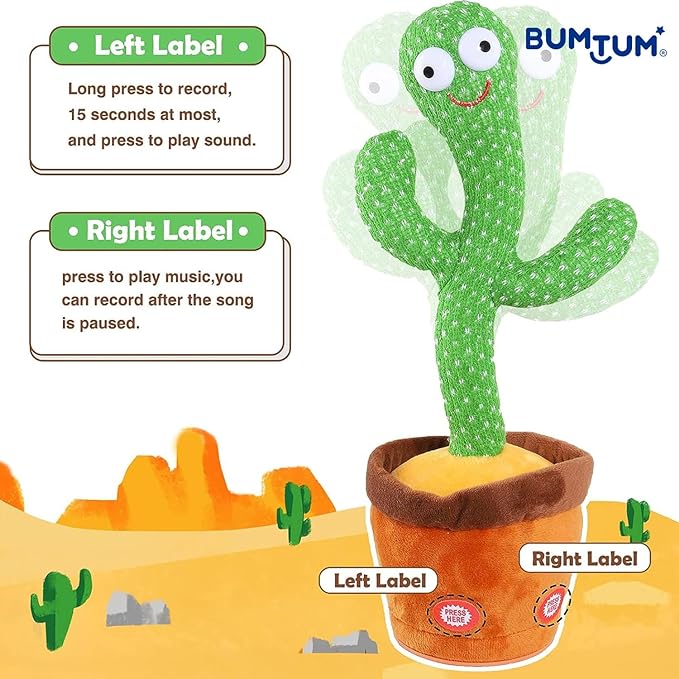 Left Label
Long press to record,
15 seconds at most,
and press to play sound.
BUMTUM
Right Label
press to play music,you
can record after the song
is paused.
Right Label
Left Label
PRESS
HERE
PRESS